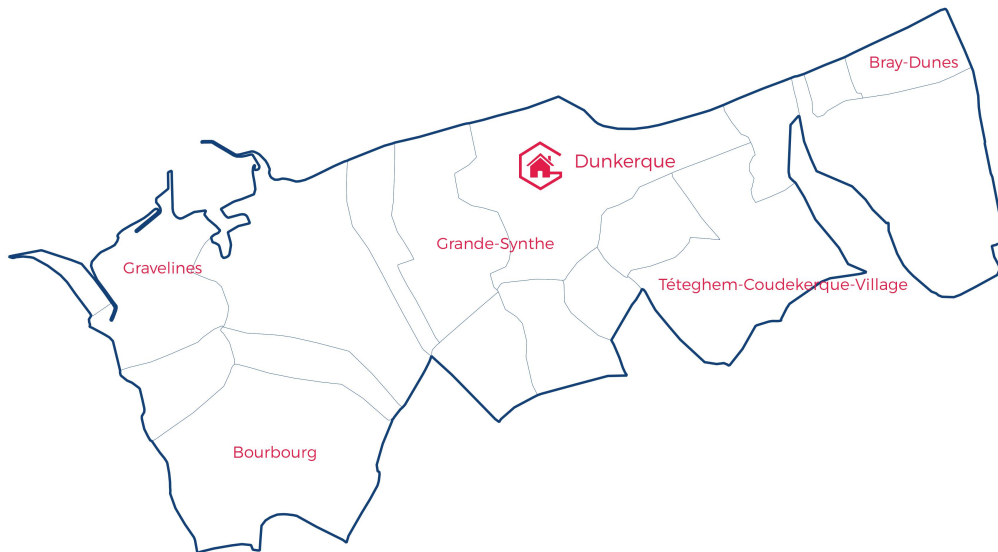 Bray-Dunes
Dunkerque
Grande-Synthe
Gravelines
Téteghem-Coudekerque-Village
Bourbourg